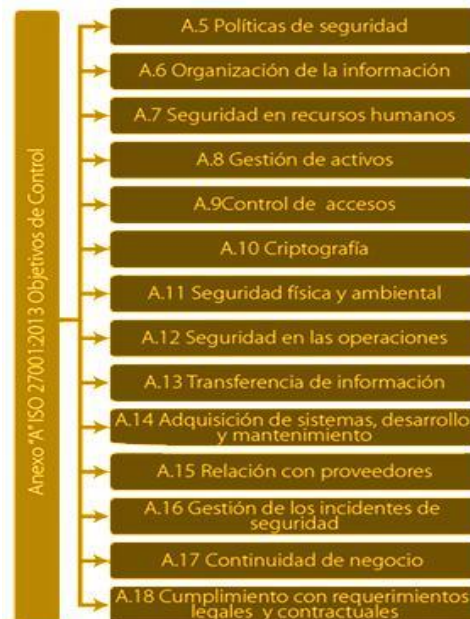 Anexo "A" ISO 27001:2013 Objetivos de Control
A.5 Políticas de seguridad
A.6 Organización de la información
A.7 Seguridad en recursos humanos
A.8 Gestión de activos
A.9Control de accesos
A.10 Criptografía
A.11 Seguridad física y ambiental
A.12 Seguridad en las operaciones
A.13 Transferencia de información
A.14 Adquisición de sistemas, desarrollo
y mantenimiento
A.15 Relación con proveedores
A.16 Gestión de los incidentes de
seguridad
A.17 Continuidad de negocio
A.18 Cumplimiento con requerimientos
legales y contractuales